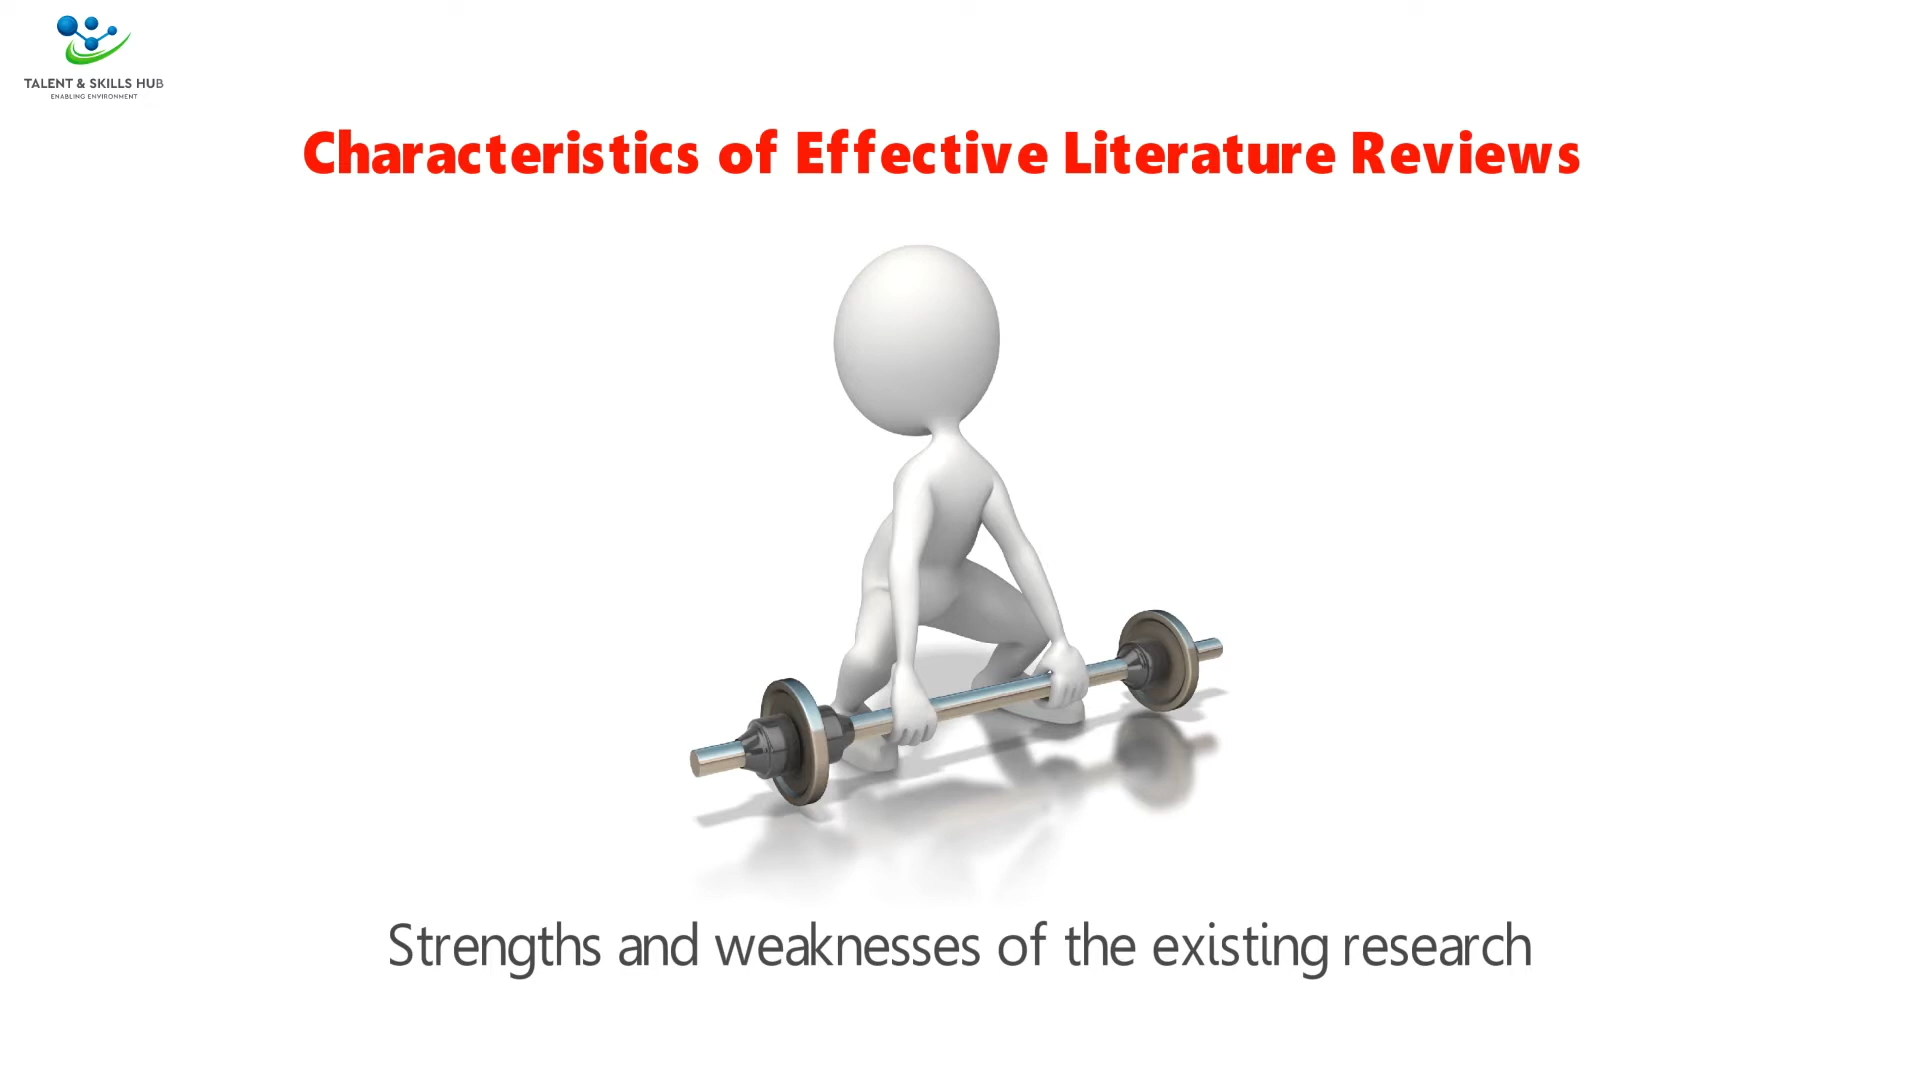 TALENT & SKILLS HUB
ENABLING ENVIRONMENT
Characteristics of Effective Literature Reviews
Strengths and weaknesses of the existing research